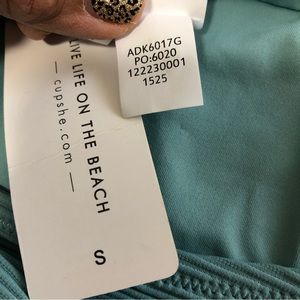 LIVE LIFE ON THE BEACH
— cupshe.com —
S
ADK6017G
PO:6020
122230001
1525